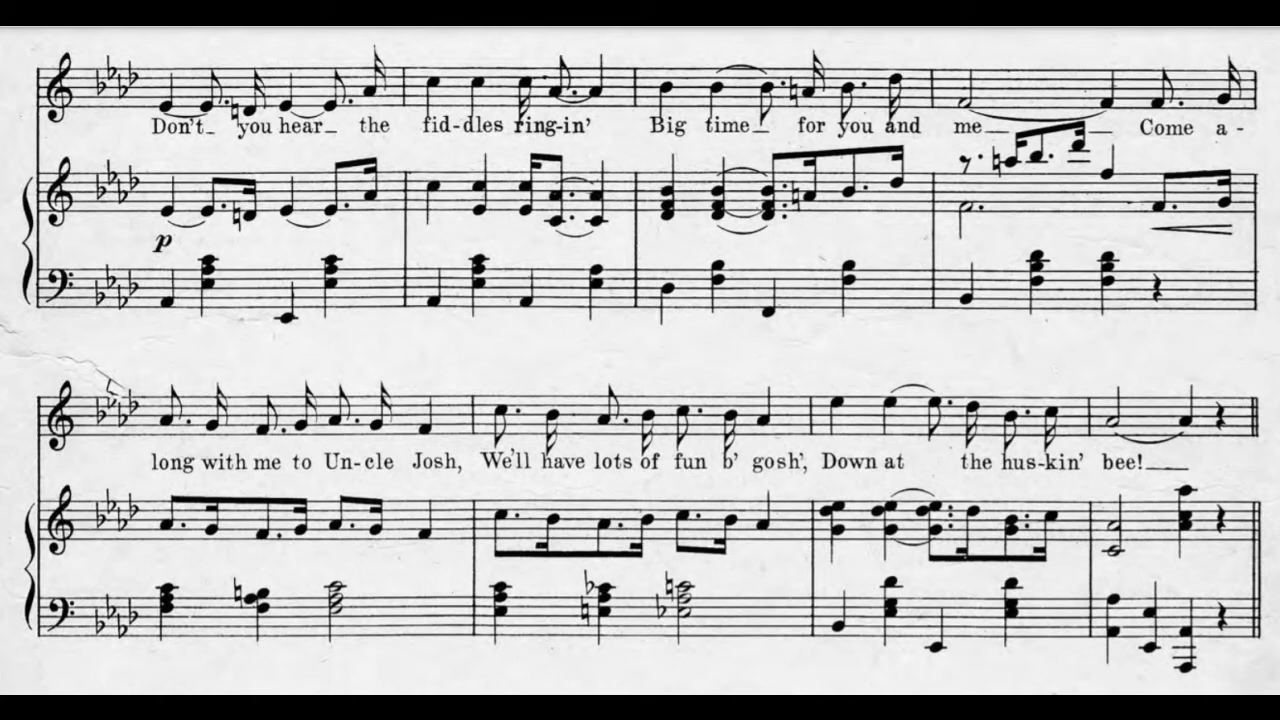 Don't you hear the fid-dles ring-in' Big time for you and me Come a-
p
long with me to Un-cle Josh, We'll have lots of fun b' gosh', Down at the hus-kin' bee!